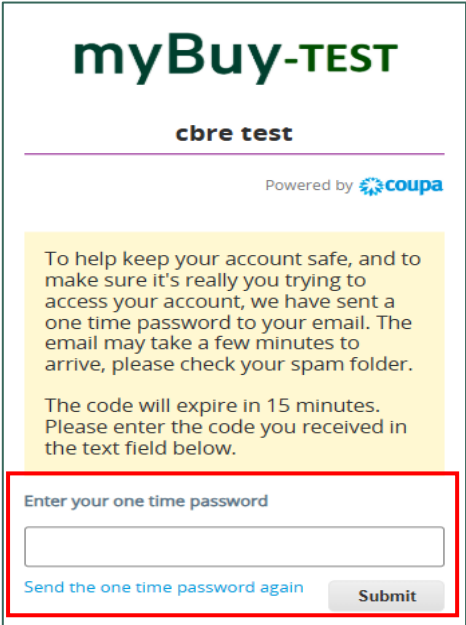 myBuy-TEST
cbre test
Powered by coupa
To help keep your account safe, and to
make sure it's really you trying to
access your account, we have sent a
one time password to your email. The
email may take a few minutes to
arrive, please check your spam folder.
The code will expire in 15 minutes.
Please enter the code you received in
the text field below.
Enter your one time password
Send the one time password again
Submit